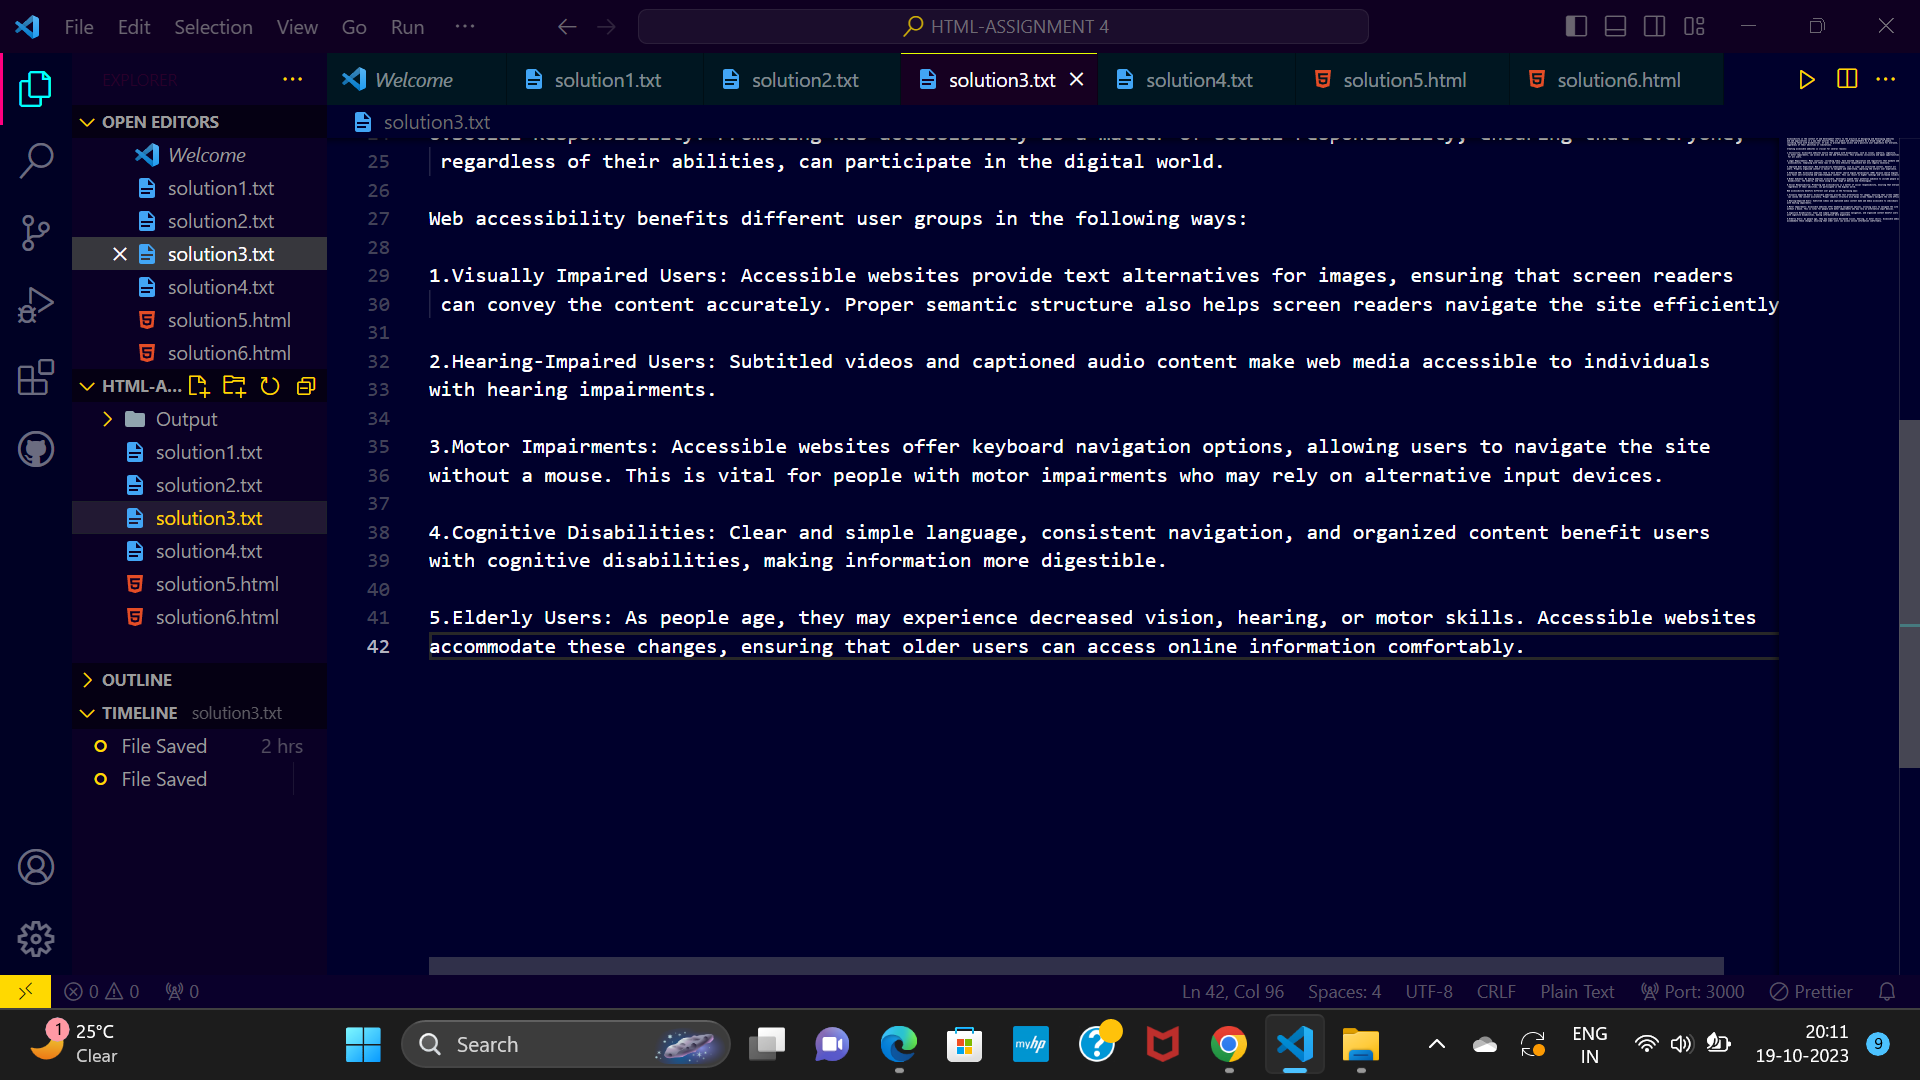 File Edit Selection View Go Run ···
HTML-ASSIGNMENT 4
EXPLORER
Welcome
solution1.txt
solution2.txt
solution3.txt
solution4.txt
solution5.html
solution6.html
OPEN EDITORS
Welcome
solution1.txt
solution2.txt
solution3.txt
solution4.txt
solution5.html
solution6.html
HTML-A...
Output
solution1.txt
solution2.txt
solution3.txt
solution4.txt
solution5.html
solution6.html
OUTLINE
TIMELINE solution3.txt
File Saved 2 hrs
File Saved
solution3.txt
25 regardless of their abilities, can participate in the digital world.
26
27 Web accessibility benefits different user groups in the following ways:
28
29 1.Visually Impaired Users: Accessible websites provide text alternatives for images, ensuring that screen readers
30 can convey the content accurately. Proper semantic structure also helps screen readers navigate the site efficiently
31
32 2.Hearing-Impaired Users: Subtitled videos and captioned audio content make web media accessible to individuals
33 with hearing impairments.
34
35 3.Motor Impairments: Accessible websites offer keyboard navigation options, allowing users to navigate the site
36 without a mouse. This is vital for people with motor impairments who may rely on alternative input devices.
37
38 4.Cognitive Disabilities: Clear and simple language, consistent navigation, and organized content benefit users
39 with cognitive disabilities, making information more digestible.
40
41 5.Elderly Users: As people age, they may experience decreased vision, hearing, or motor skills. Accessible websites
42 accommodate these changes, ensuring that older users can access online information comfortably.
0 0 0
Ln 42, Col 96 Spaces: 4 UTF-8 CRLF Plain Text Port: 3000 Prettier
1
25°C
Clear
Search
myhp
ENG
IN
20:11
19-10-2023
9